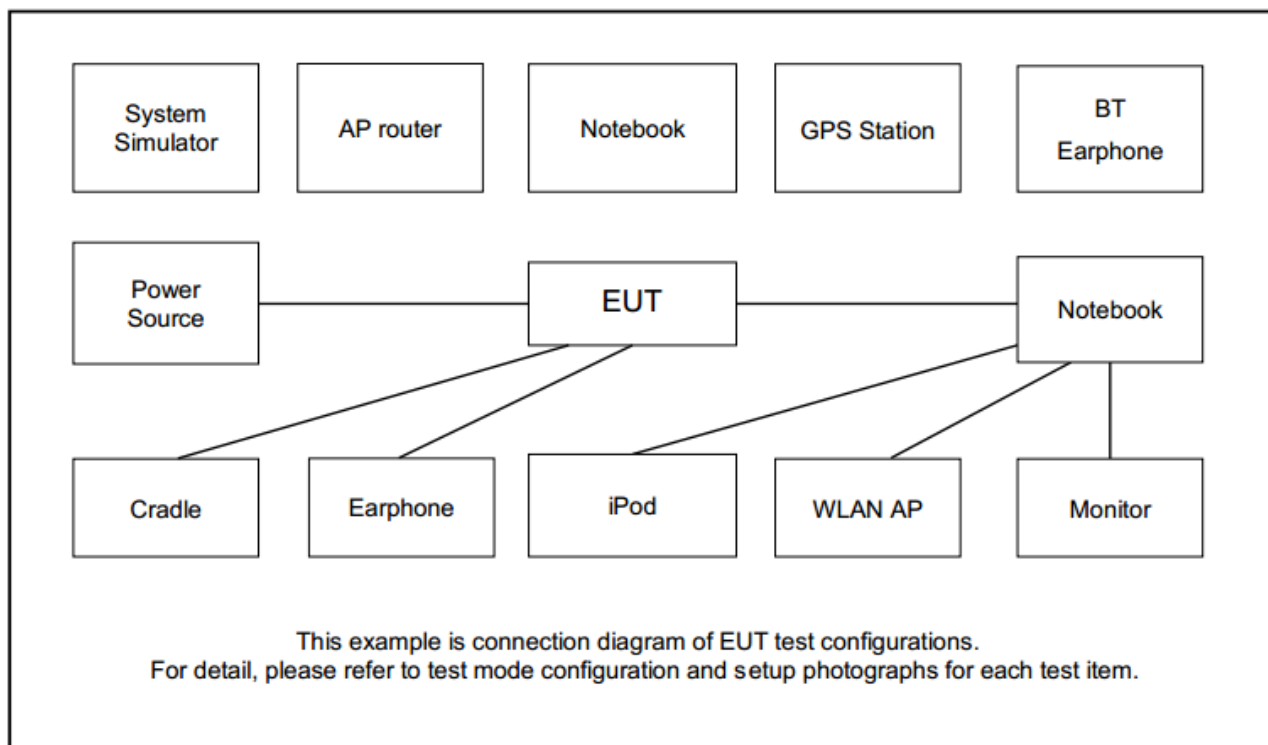 System
Simulator
AP router
Notebook
GPS Station
BT
Earphone
Power
Source
EUT
Notebook
Cradle
Earphone
iPod
WLAN AP
Monitor
This example is connection diagram of EUT test configurations.
For detail, please refer to test mode configuration and setup photographs for each test item.